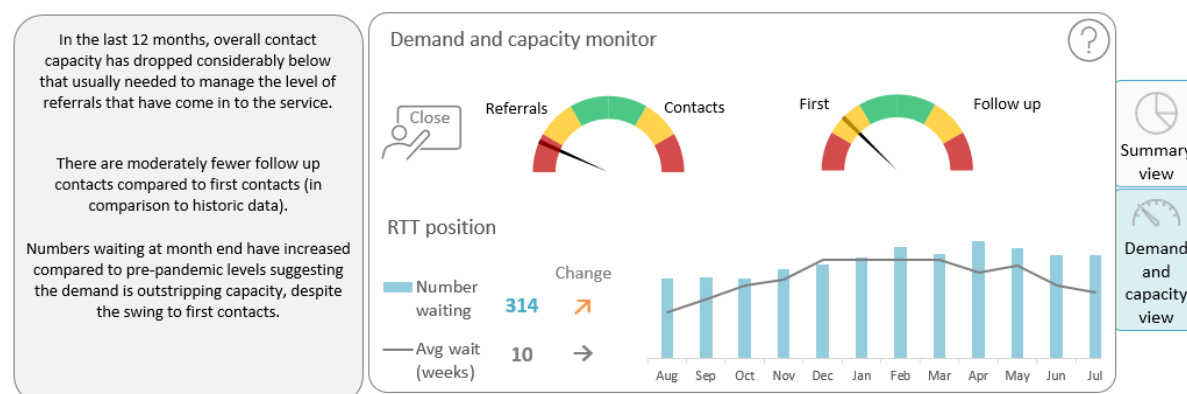 In the last 12 months, overall contact
capacity has dropped considerably below
that usually needed to manage the level of
referrals that have come in to the service.
There are moderately fewer follow up
contacts compared to first contacts (in
comparison to historic data).
Numbers waiting at month end have increased
compared to pre-pandemic levels suggesting
the demand is outstripping capacity, despite
the swing to first contacts.
Demand and capacity monitor
?
Close
Referrals
Contacts
First
Follow up
RTT position
Change
Number
waiting
314
Avg wait
(weeks)
10
Aug Sep Oct Nov Dec Jan Feb Mar Apr May Jun Jul
Summary
view
Demand
and
capacity
view